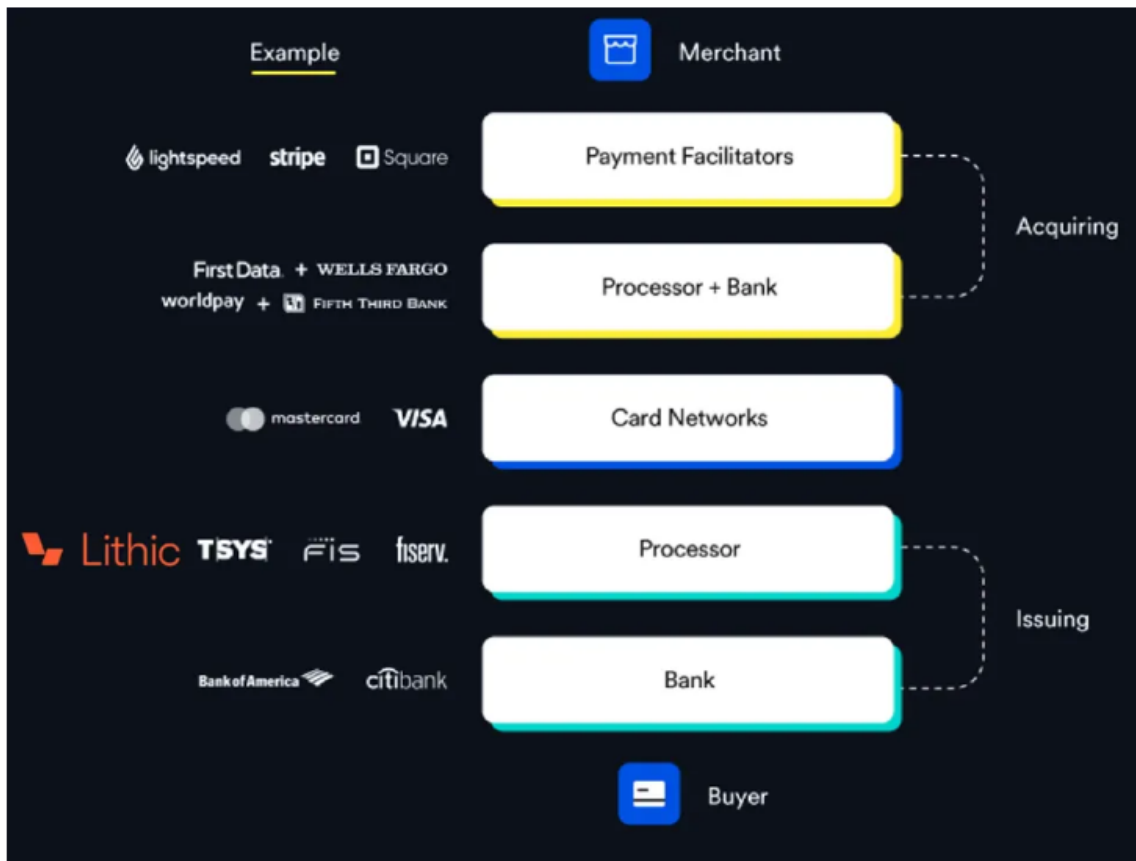 Example
Merchant
lightspeed stripe Square
Payment Facilitators
Acquiring
First Data. + WELLS FARGO
worldpay + FIFTH THIRD BANK
Processor + Bank
mastercard VISA
Card Networks
Lithic TSYS FIS fiserv.
Processor
Issuing
Bank of America citibank
Bank
Buyer